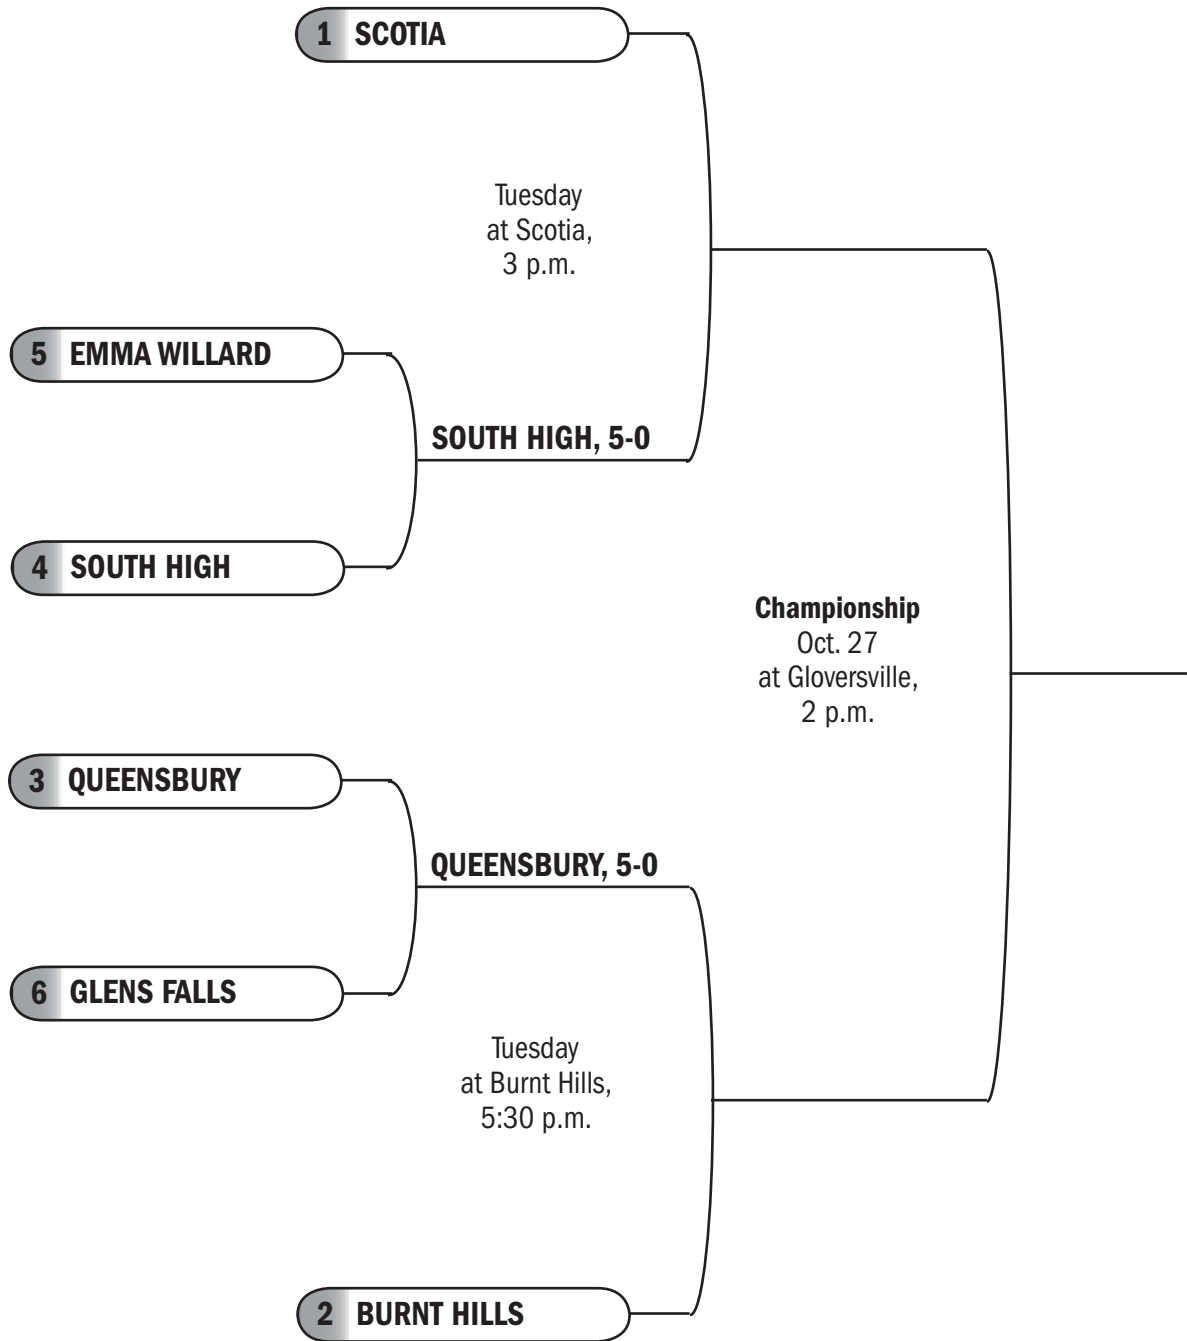 1 SCOTIA
Tuesday
at Scotia,
3 p.m.
5 EMMA WILLARD
SOUTH HIGH, 5-0
4 SOUTH HIGH
Championship
Oct. 27
at Gloversville,
2 p.m.
3 QUEENSBURY
QUEENSBURY, 5-0
6 GLENS FALLS
Tuesday
at Burnt Hills,
5:30 p.m.
2 BURNT HILLS